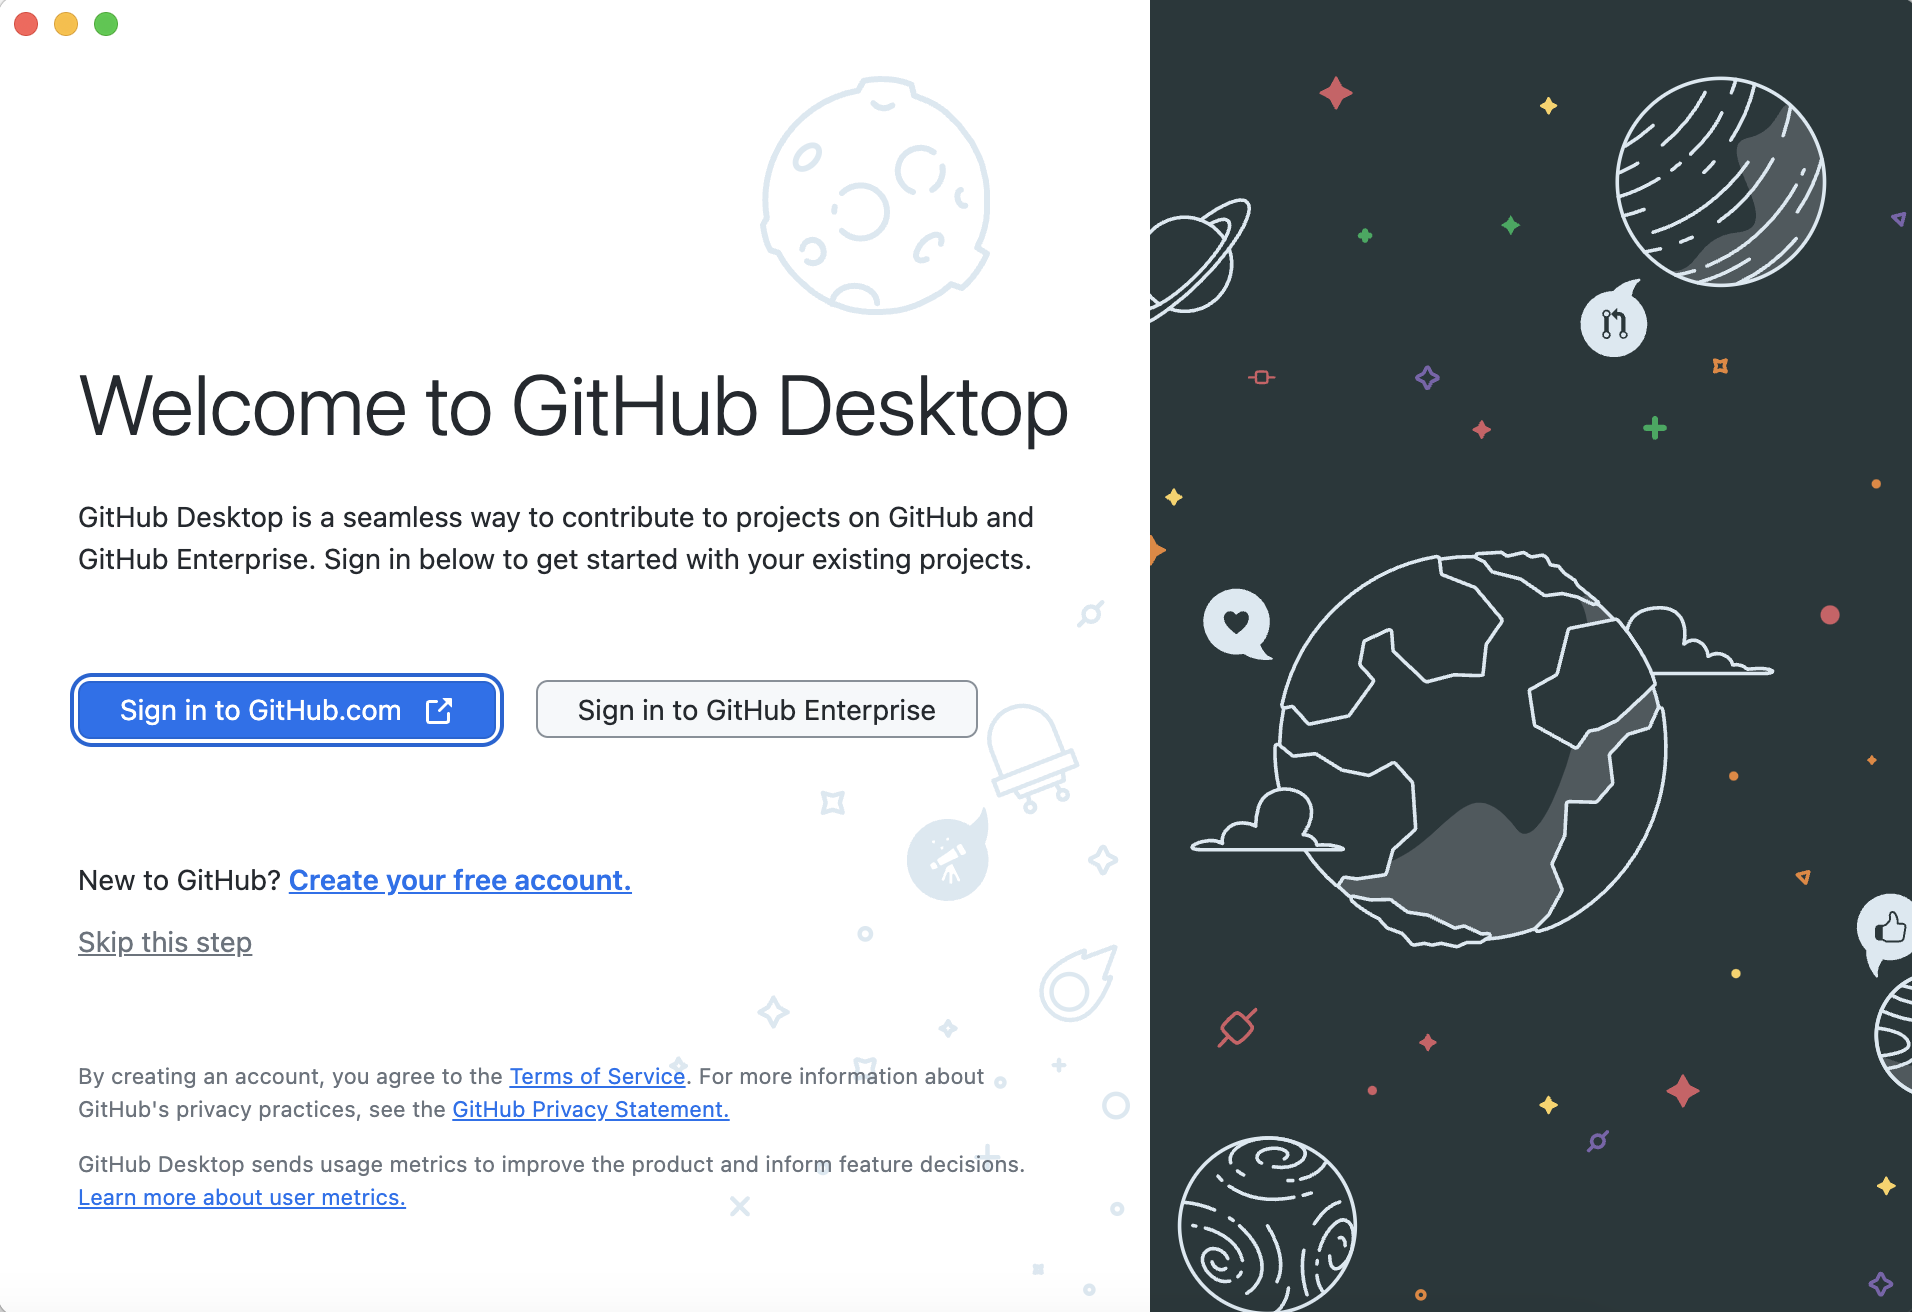 Welcome to GitHub Desktop
GitHub Desktop is a seamless way to contribute to projects on GitHub and
GitHub Enterprise. Sign in below to get started with your existing projects.
Sign in to GitHub.com
Sign in to GitHub Enterprise
New to GitHub? Create your free account.
Skip this step
By creating an account, you agree to the Terms of Service. For more information about
GitHub's privacy practices, see the GitHub Privacy Statement.
GitHub Desktop sends usage metrics to improve the product and inform feature decisions.
Learn more about user metrics.